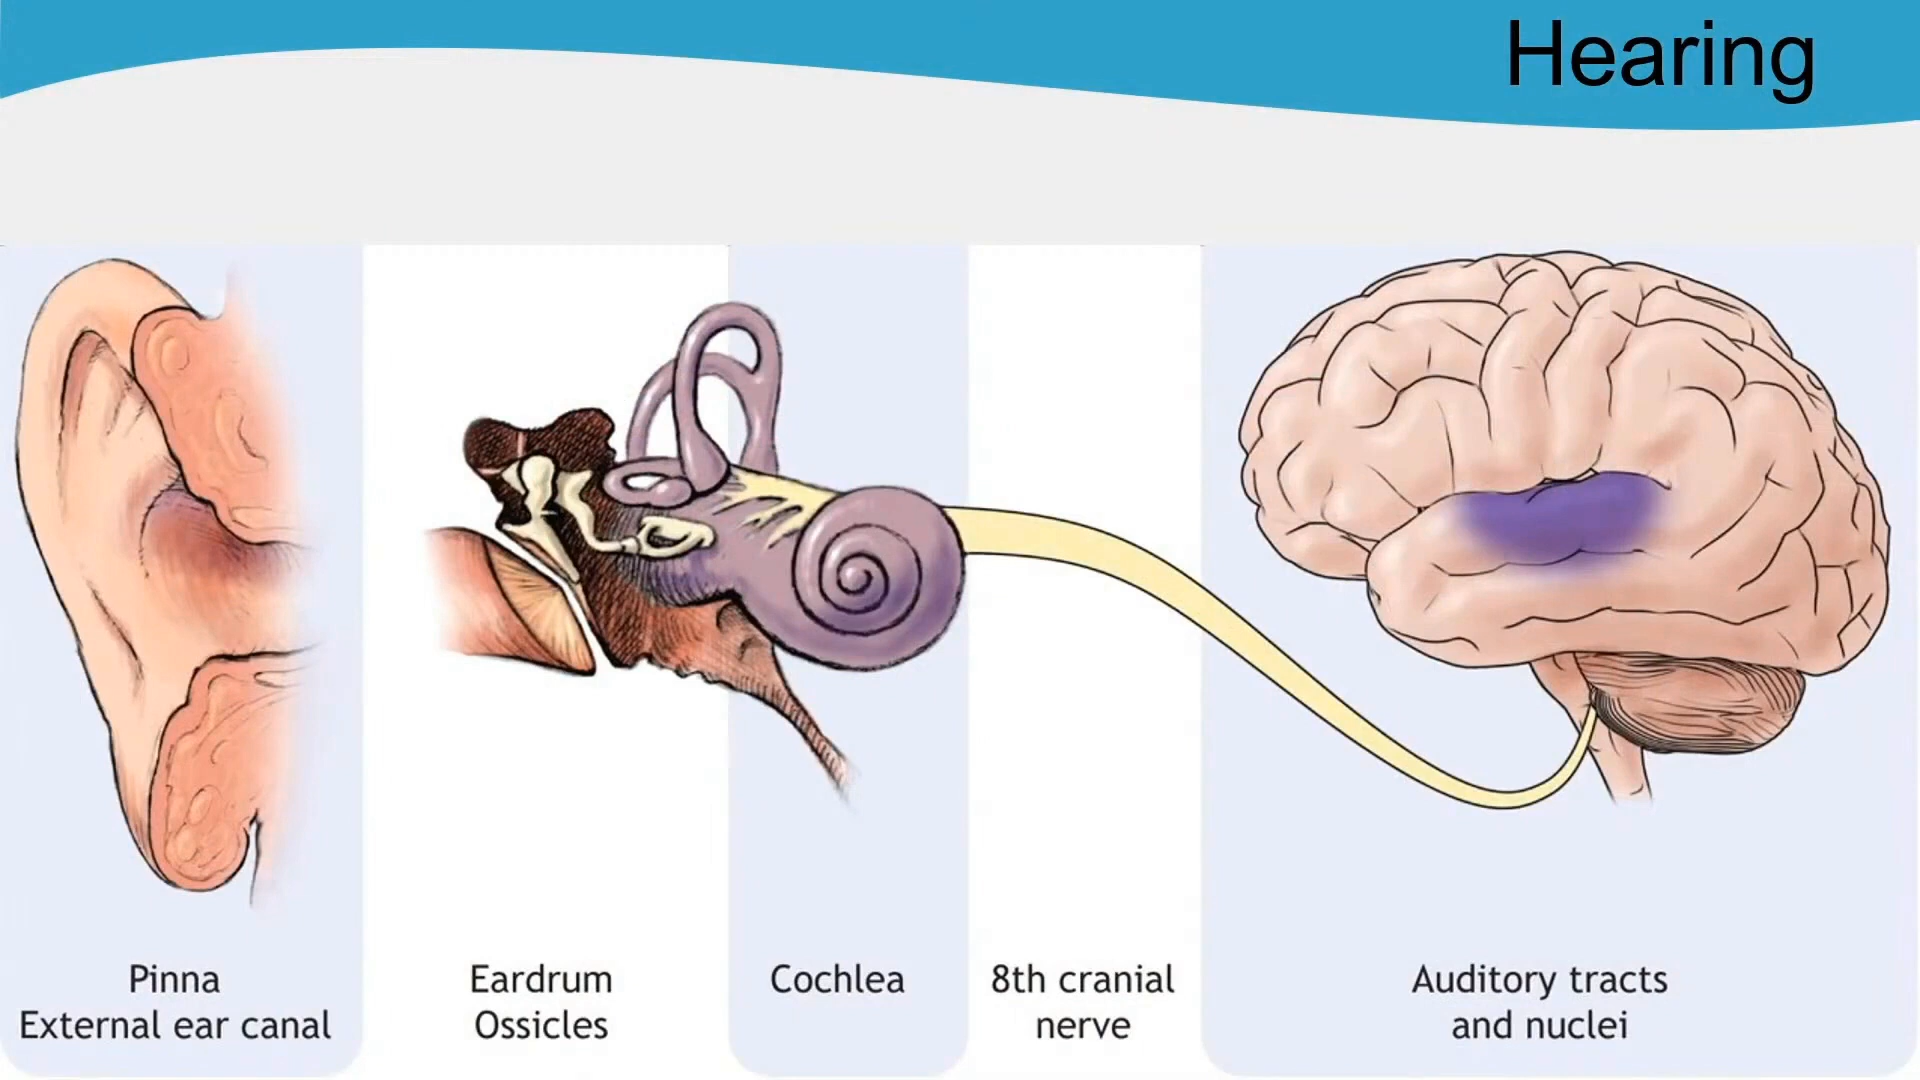 Hearing
Pinna
External ear canal
Eardrum
Ossicles
Cochlea
8th cranial
nerve
Auditory tracts
and nuclei